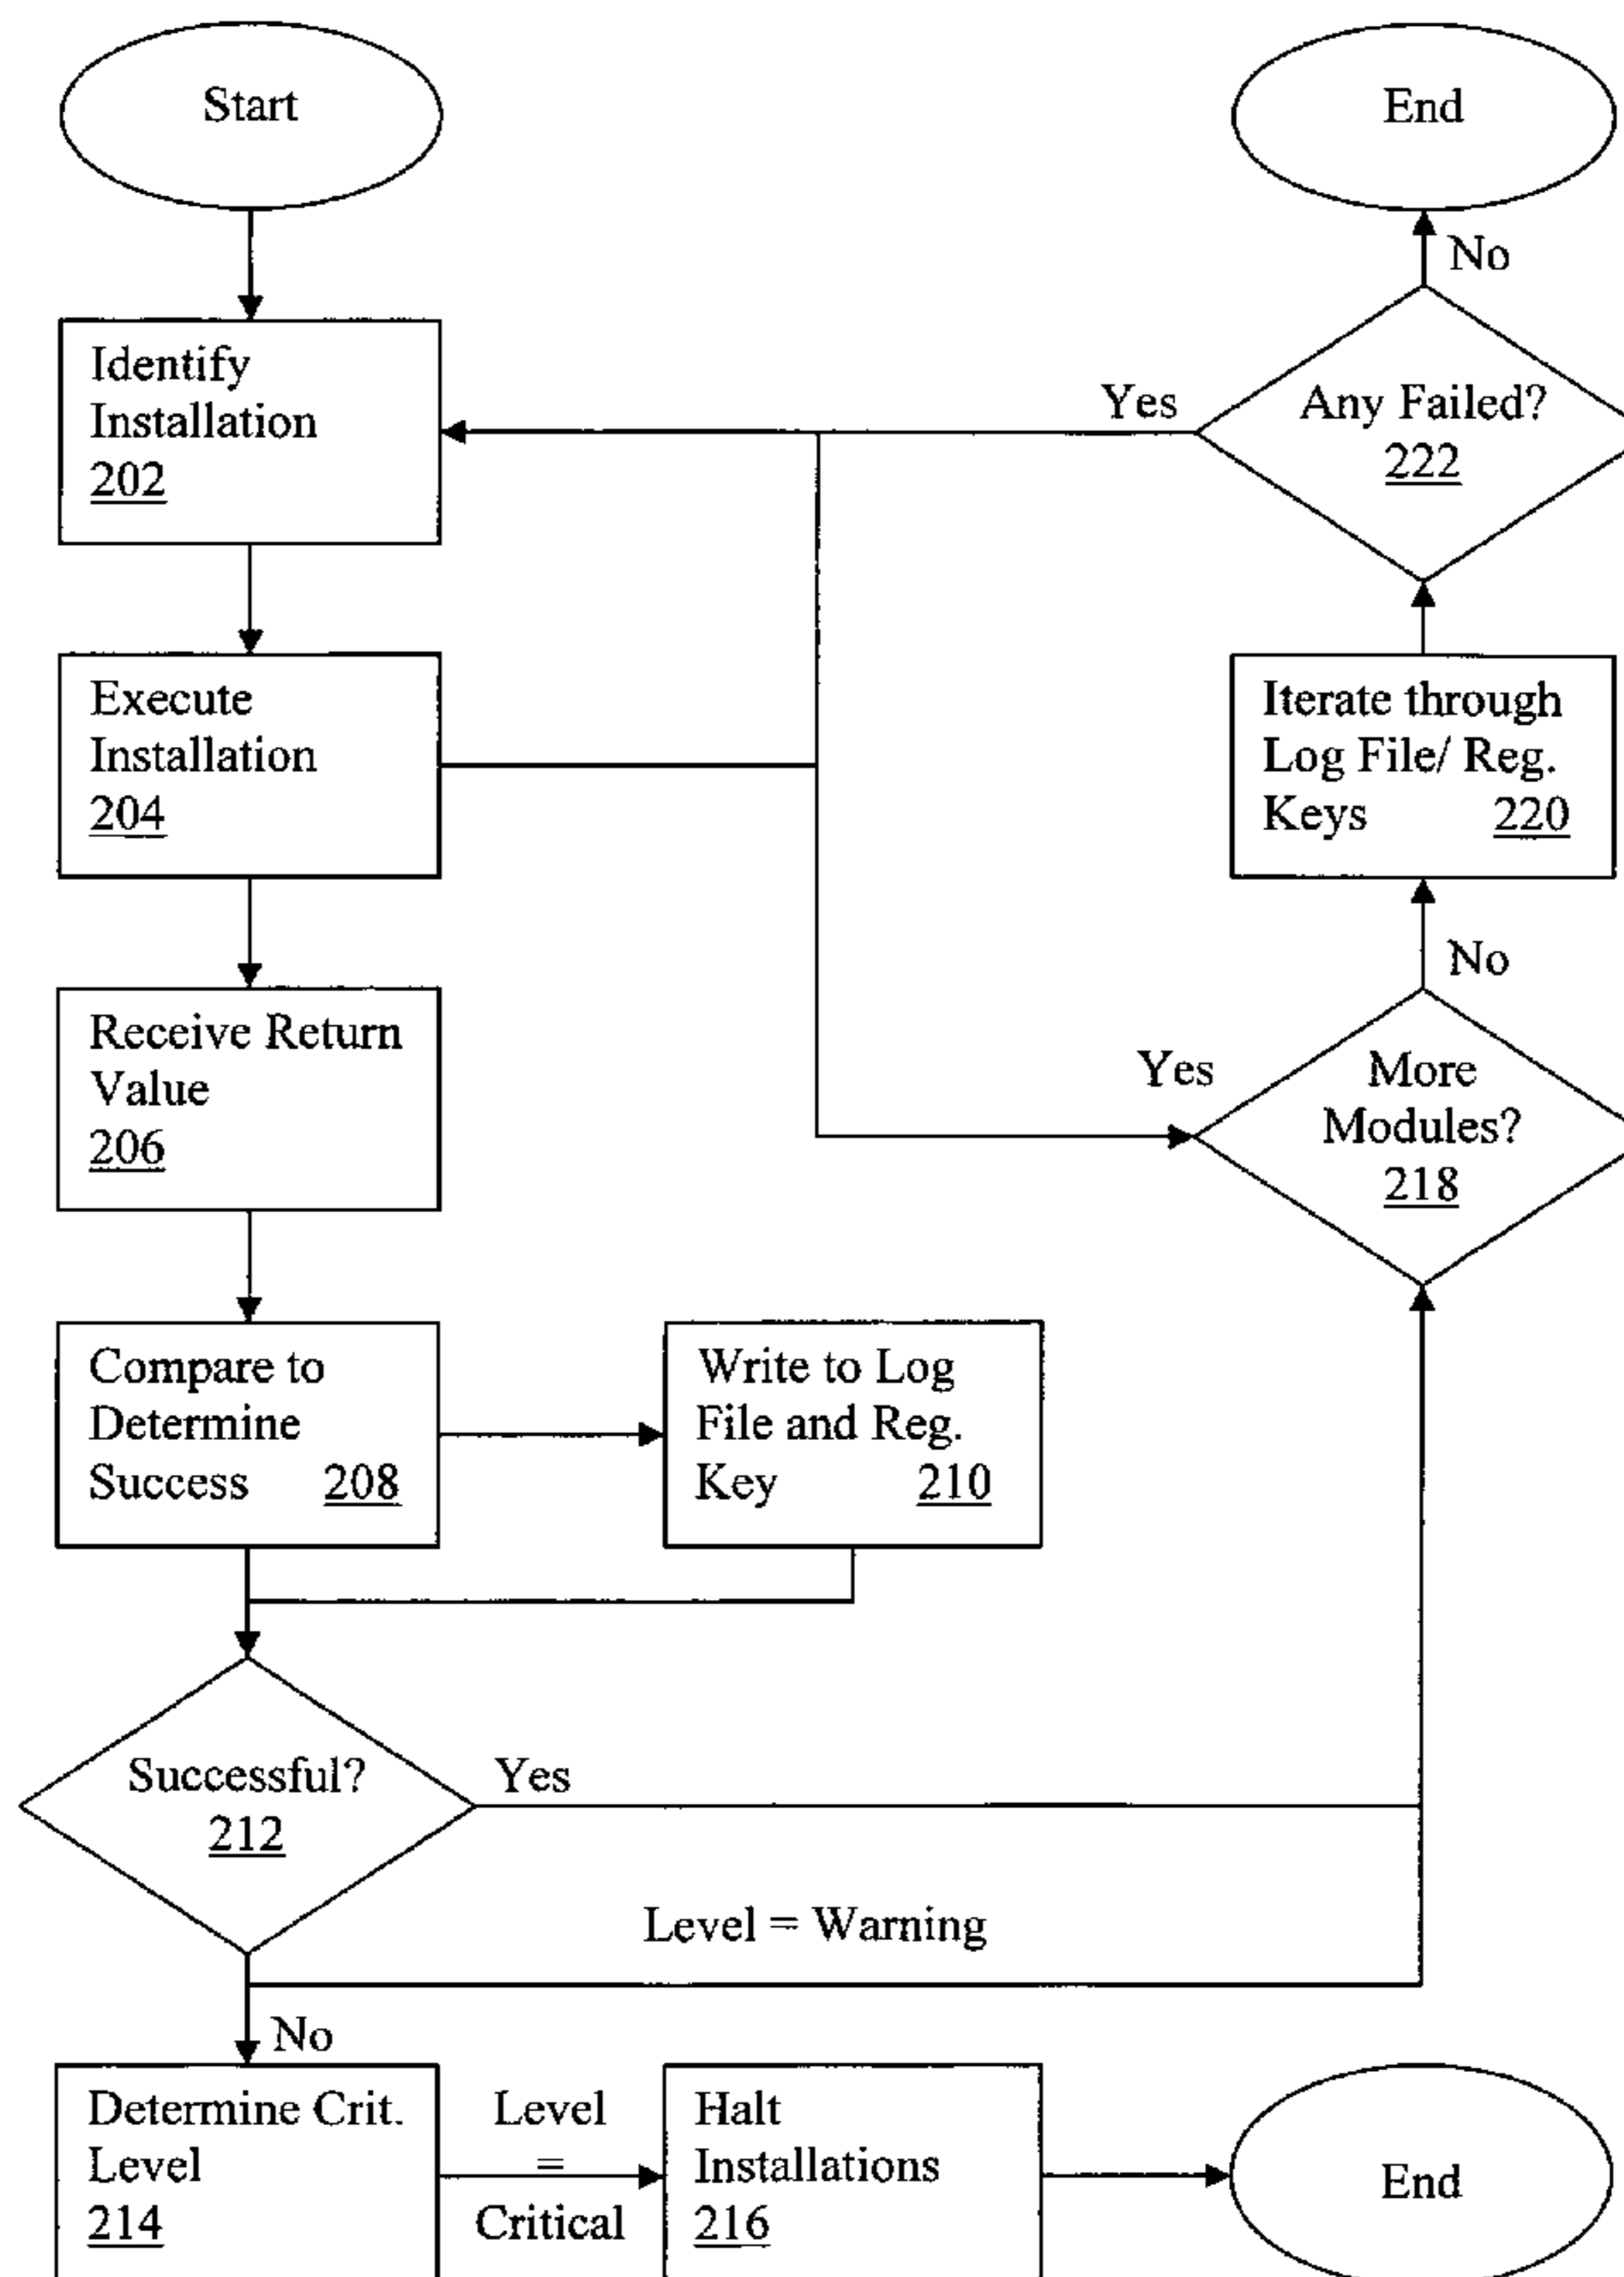 Start
End
No
Identify
Installation
202
Yes
Any Failed?
222
Execute
Installation
204
Iterate through
Log File/ Reg.
Keys 220
No
Receive Return
Value
206
Yes
More
Modules?
218
Compare to
Determine
Success 208
Write to Log
File and Reg.
Key 210
Successful?
212
Yes
Level = Warning
No
Determine Crit.
Level
214
Level
=
Critical
Halt
Installations
216
End